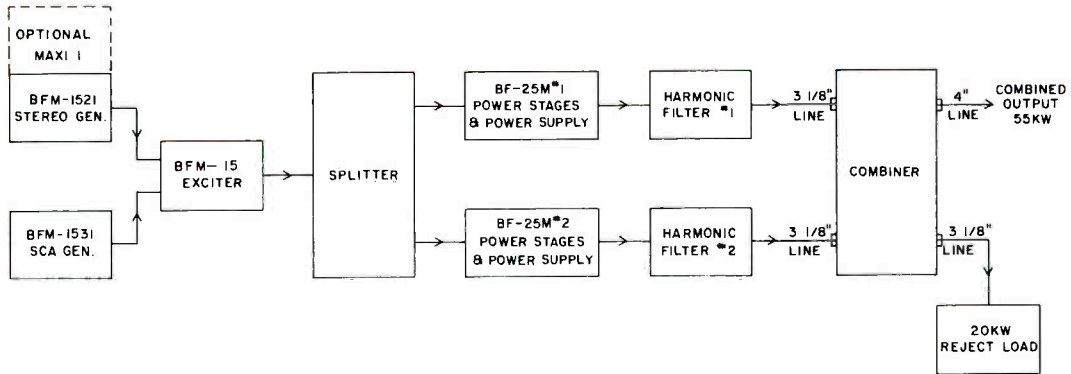 OPTIONAL
MAXI 1
BFM-1521
STEREO GEN.
BFM-1531
SCA GEN.
BFM-15
EXCITER
SPLITTER
BF-25M#1
POWER STAGES
& POWER SUPPLY
HARMONIC
FILTER #1
3 1/8"
LINE
BF-25M#2
POWER STAGES
& POWER SUPPLY
HARMONIC
FILTER #2
3 1/8"
LINE
COMBINER
4"
LINE
COMBINED
OUTPUT
55KW
3 1/8"
LINE
20KW
REJECT LOAD